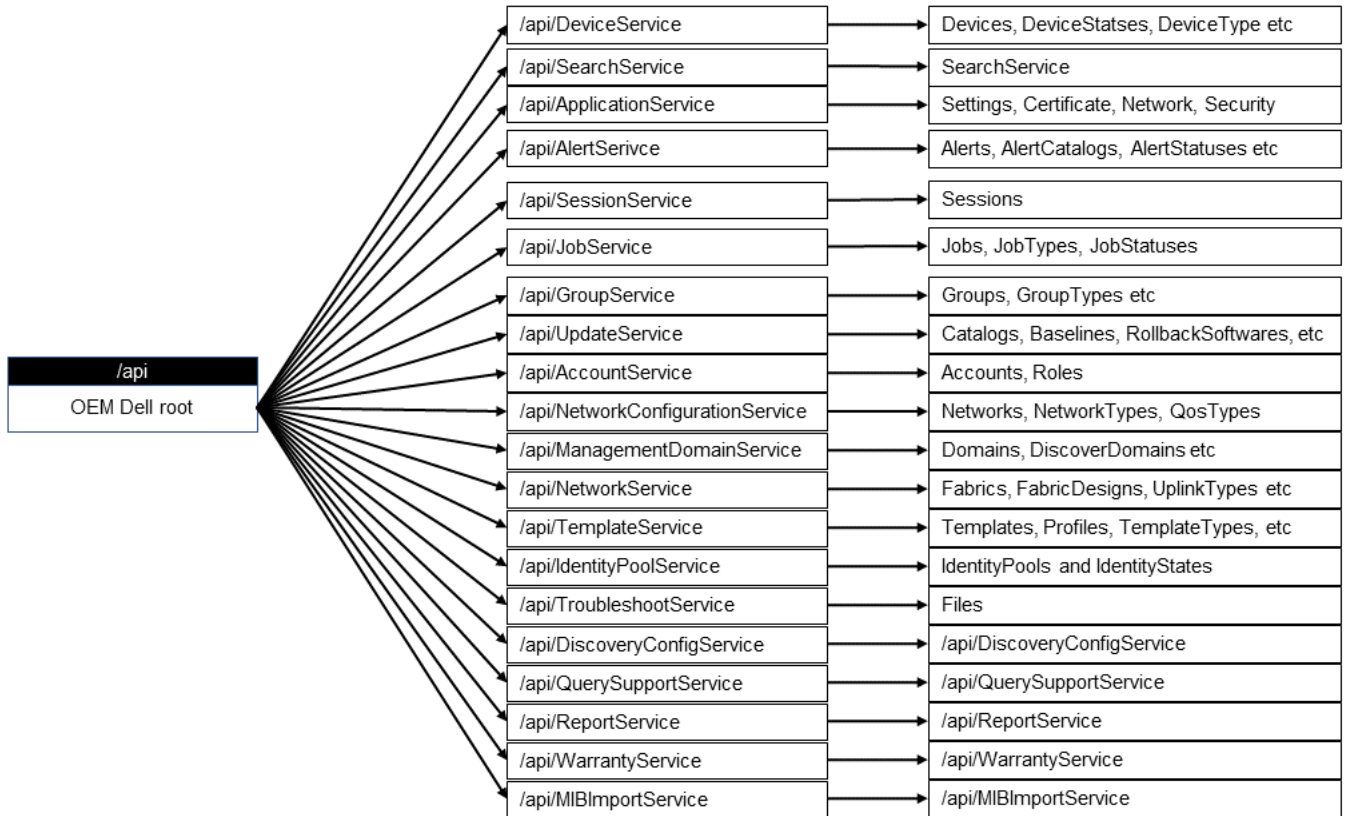 /api/DeviceService
Devices, DeviceStatses, DeviceType etc
/api/SearchService
SearchService
/api/ApplicationService
Settings, Certificate, Network, Security
/api/AlertSerivce
Alerts, AlertCatalogs, AlertStatuses etc
/api/SessionService
Sessions
/api/JobService
Jobs, JobTypes, JobStatuses
/api/GroupService
Groups, GroupTypes etc
/api/UpdateService
Catalogs, Baselines, RollbackSoftwares, etc
/api
OEM Dell root
/api/AccountService
Accounts, Roles
/api/NetworkConfigurationService
Networks, NetworkTypes, QosTypes
/api/ManagementDomainService
Domains, DiscoverDomains etc
/api/NetworkService
Fabrics, FabricDesigns, UplinkTypes etc
/api/TemplateService
Templates, Profiles, TemplateTypes, etc
/api/IdentityPoolService
IdentityPools and IdentityStates
/api/TroubleshootService
Files
/api/DiscoveryConfigService
/api/DiscoveryConfigService
/api/QuerySupportService
/api/QuerySupportService
/api/ReportService
/api/ReportService
/api/WarrantyService
/api/WarrantyService
/api/MIBImportService
/api/MIBImportService